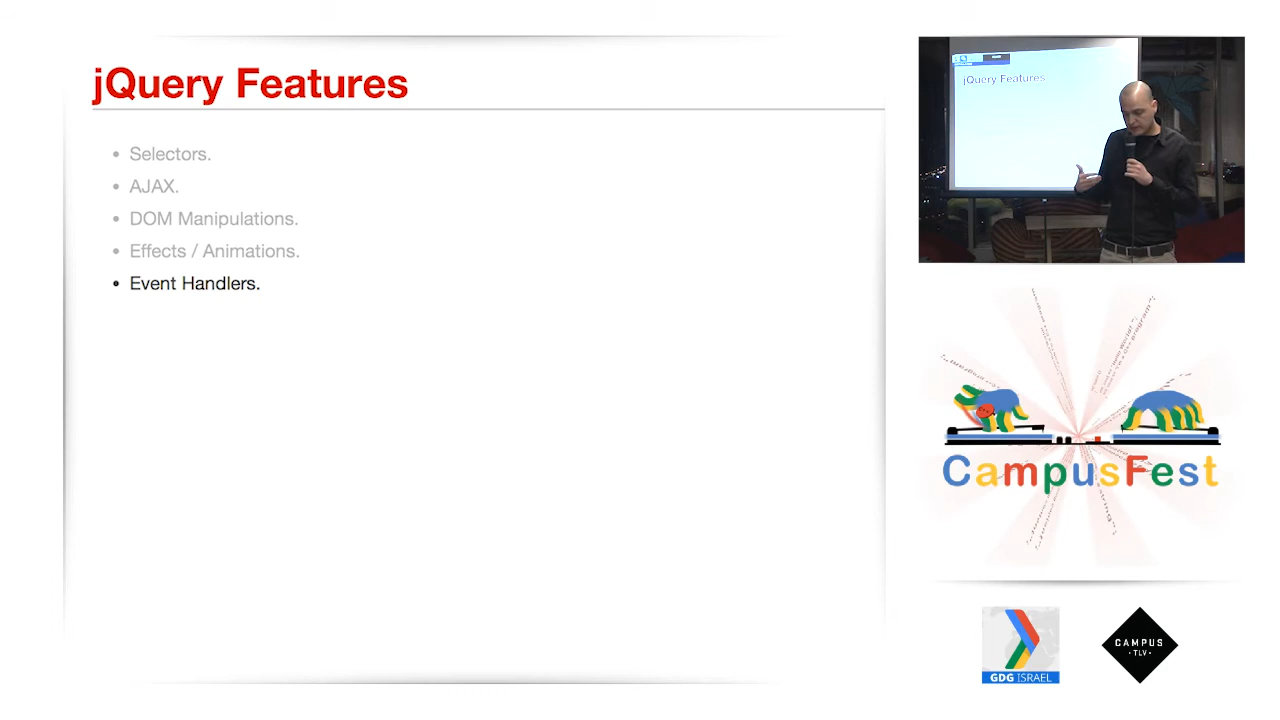 jQuery Features
• Selectors.
• AJAX.
• DOM Manipulations.
• Effects / Animations.
• Event Handlers.
jQuery Features
CampusFest
GDG ISRAEL
CAMPUS
• TLV •